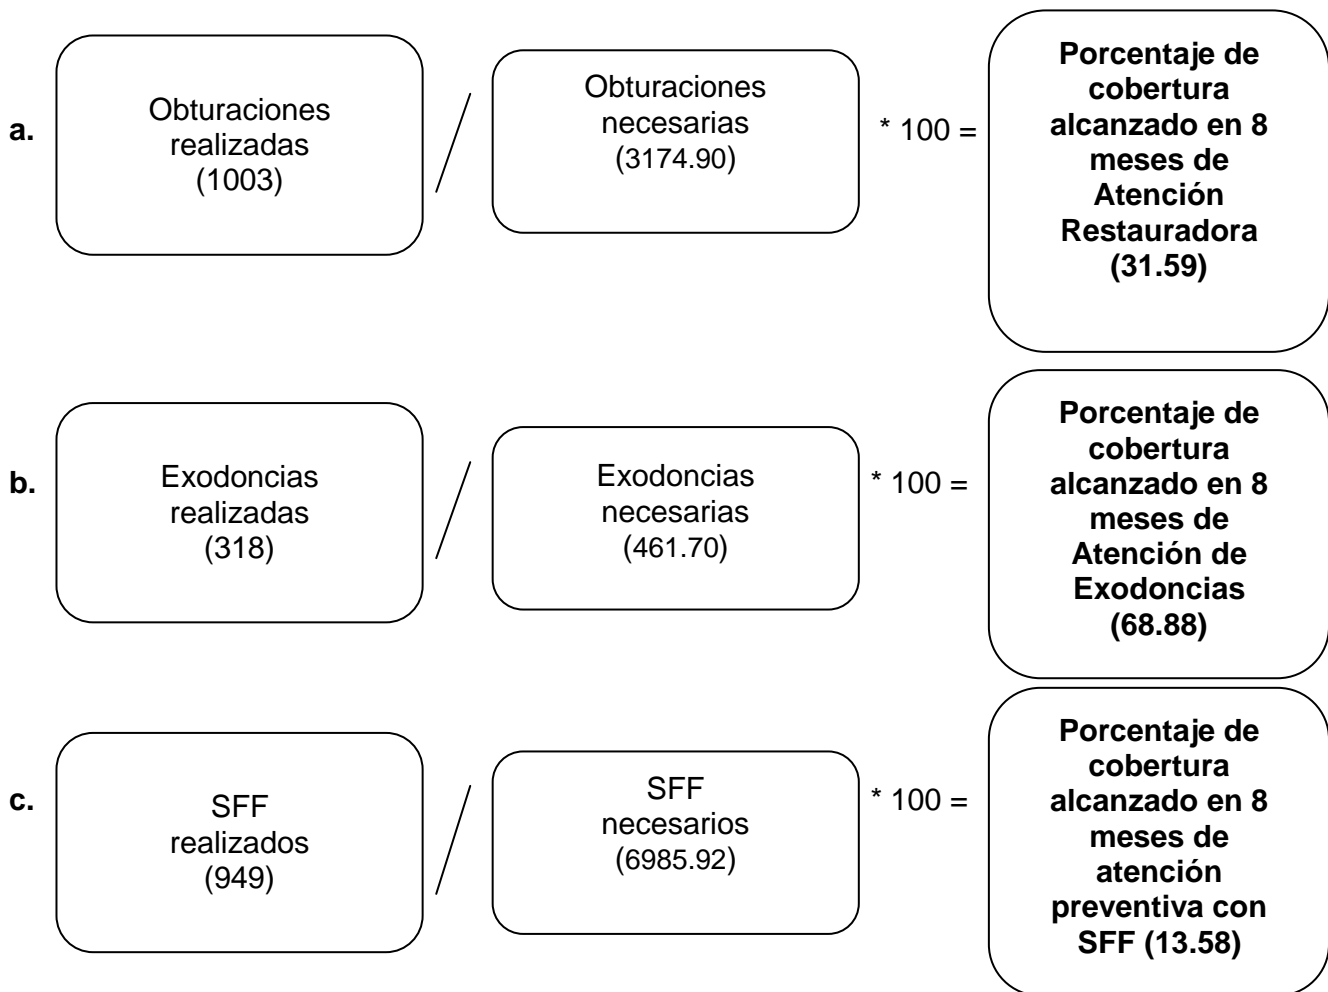 a.
Obturaciones
realizadas
(1003)
/
Obturaciones
necesarias
(3174.90)
* 100 =
Porcentaje de
cobertura
alcanzado en 8
meses de
Atención
Restauradora
(31.59)
b.
Exodoncias
realizadas
(318)
/
Exodoncias
necesarias
(461.70)
* 100 =
Porcentaje de
cobertura
alcanzado en 8
meses de
Atención de
Exodoncias
(68.88)
c.
SFF
realizados
(949)
/
SFF
necesarios
(6985.92)
* 100 =
Porcentaje de
cobertura
alcanzado en 8
meses de
atención
preventiva con
SFF (13.58)